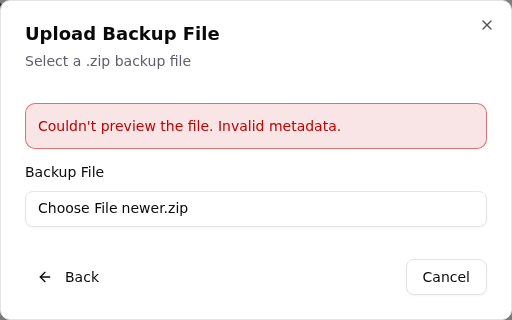 Upload Backup File
Select a .zip backup file
Couldn't preview the file. Invalid metadata.
Backup File
Choose File newer.zip
Back
Cancel